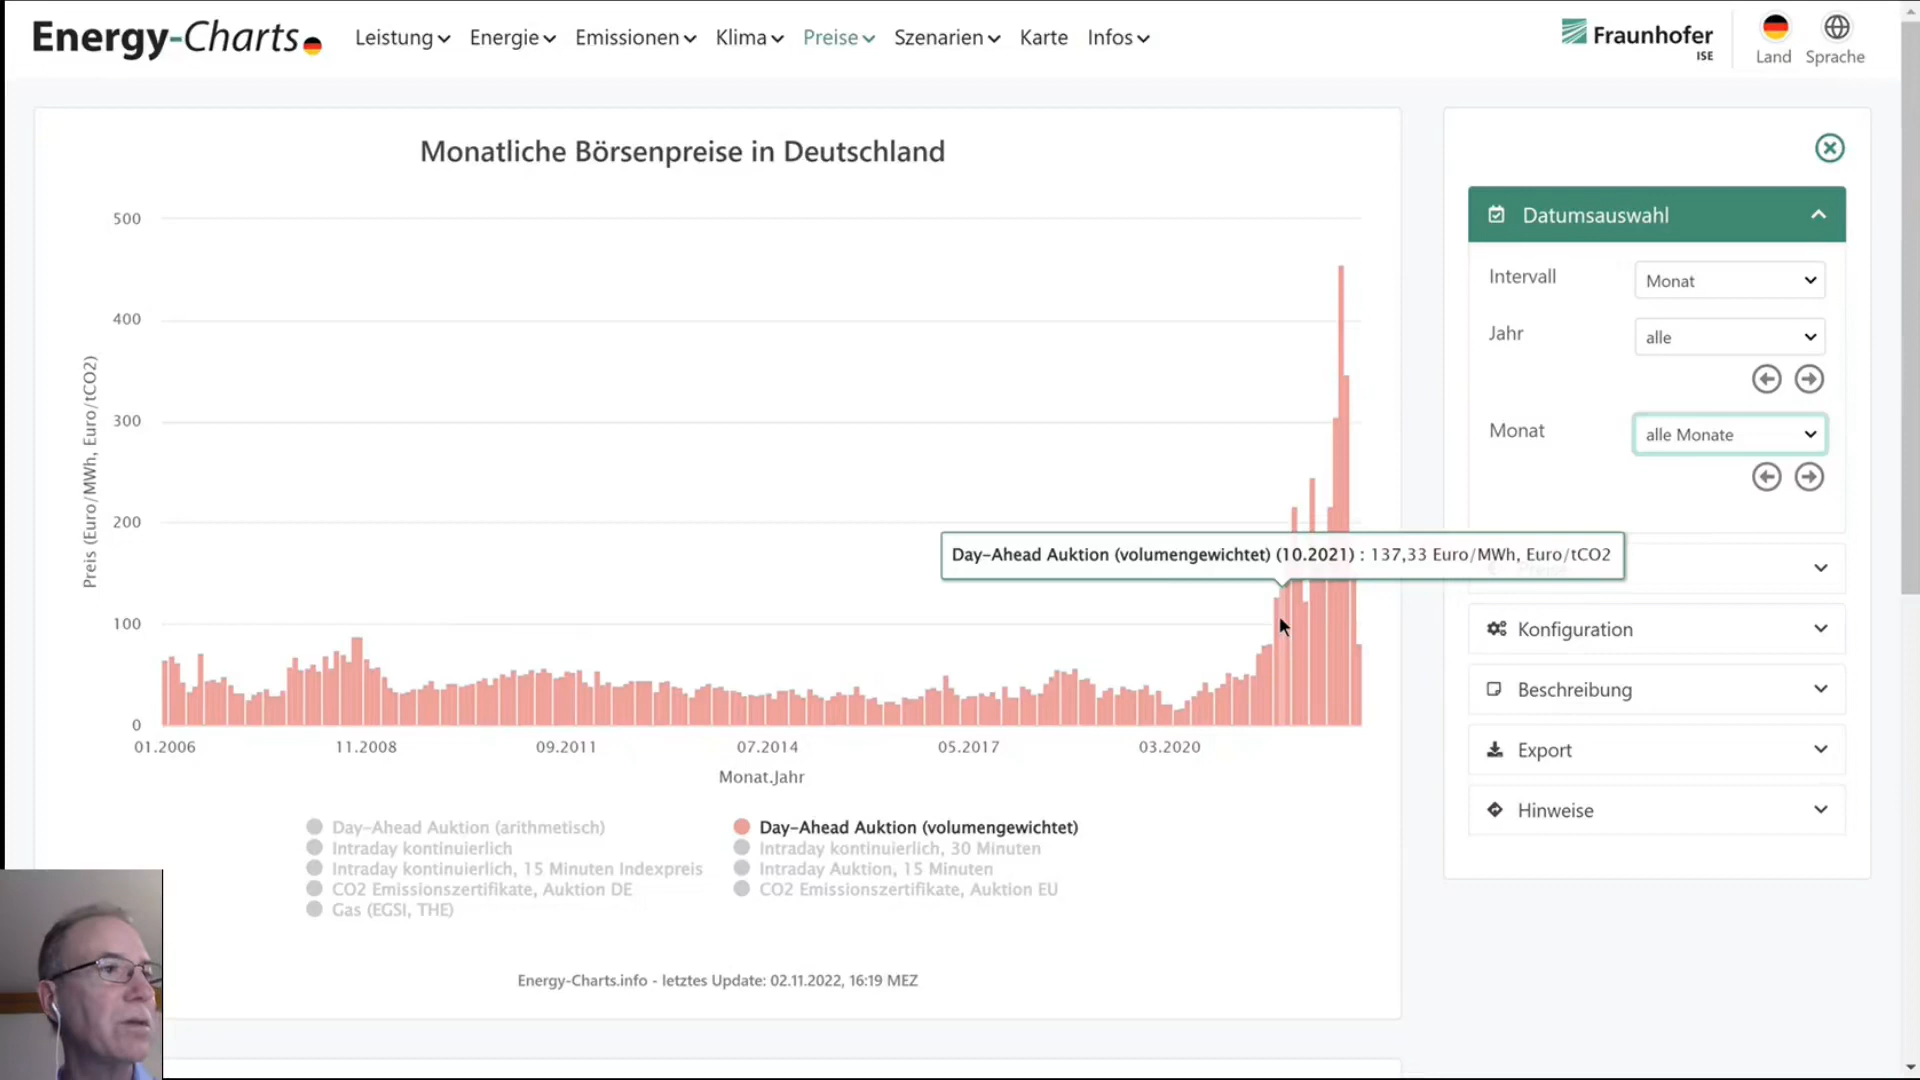 Energy-Charts
Leistung Energie Emissionen Klima Preise Szenarien Karte Infos
Fraunhofer
ISE
Land Sprache
Monatliche Börsenpreise in Deutschland
500
400
300
200
100
0
Preis (Euro/MWh, Euro/tCO2)
01.2006 11.2008 09.2011 07.2014 05.2017 03.2020
Monat.Jahr
Day-Ahead Auktion (volumengewichtet) (10.2021) : 137,33 Euro/MWh, Euro/tCO2
Day-Ahead Auktion (arithmetisch)
Day-Ahead Auktion (volumengewichtet)
Intraday kontinuierlich
Intraday kontinuierlich, 30 Minuten
Intraday kontinuierlich, 15 Minuten Indexpreis
Intraday Auktion, 15 Minuten
CO2 Emissionszertifikate, Auktion DE
CO2 Emissionszertifikate, Auktion EU
Gas (EGSI, THE)
Energy-Charts.info - letztes Update: 02.11.2022, 16:19 MEZ
Datumsauswahl
Intervall Monat
Jahr alle
Monat alle Monate
Konfiguration
Beschreibung
Export
Hinweise